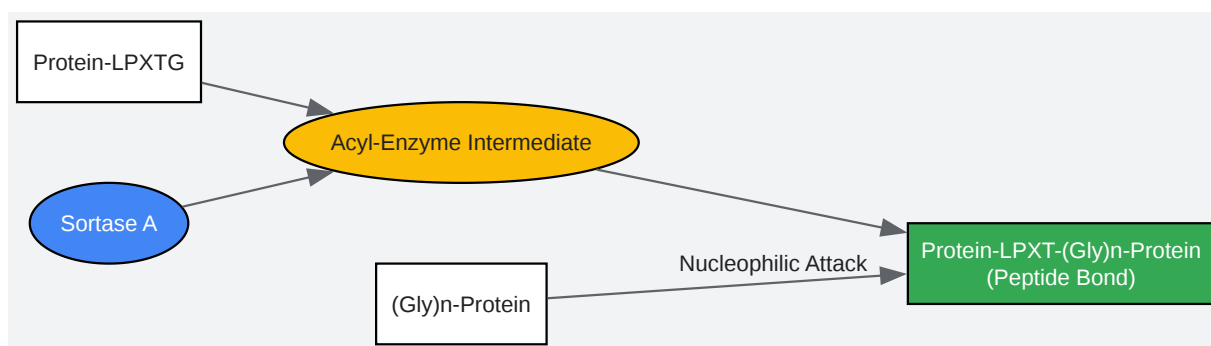 Protein-LPXTG
Acyl-Enzyme Intermediate
Sortase A
Protein-LPXT-(Gly)n-Protein
(Peptide Bond)
Nucleophilic Attack
(Gly)n-Protein